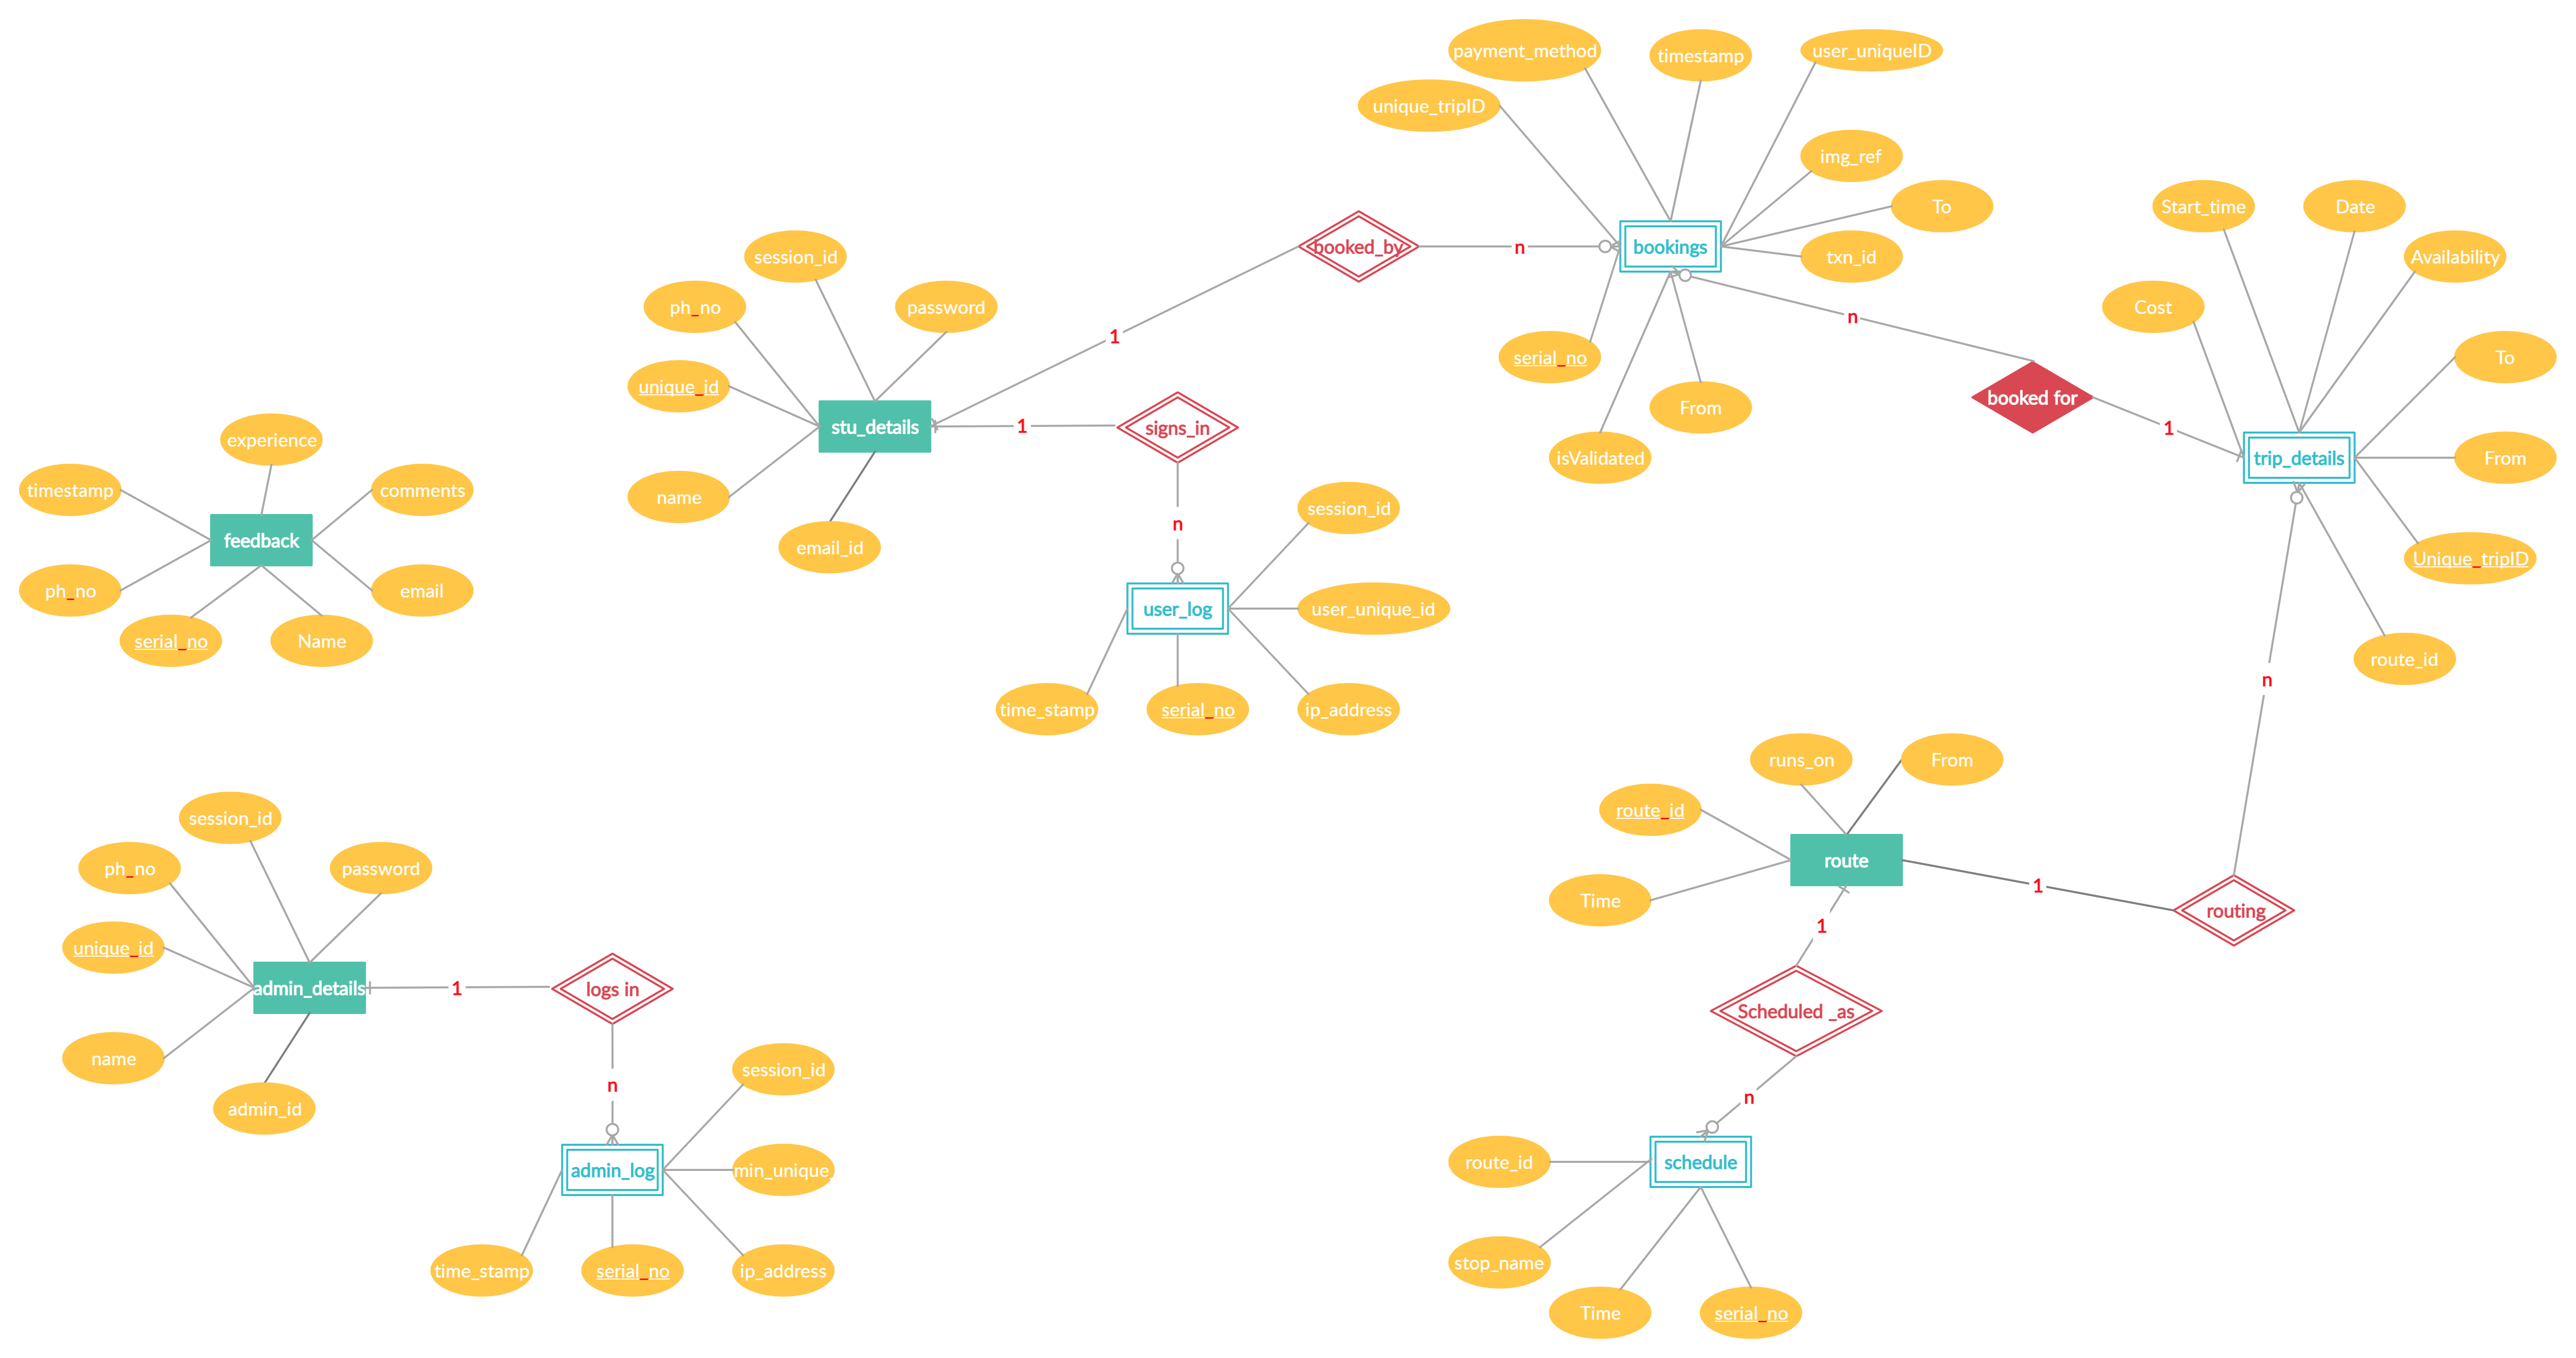 payment_method
timestamp
user_uniqueID
unique_tripID
img_ref
To
txn_id
bookings
serial_no
From
isValidated
booked_by
n
1
session_id
ph_no
password
unique_id
stu_details
name
email_id
1
signs_in
n
session_id
user_log
user_unique_id
time_stamp
serial_no
ip_address
n
booked for
1
Start_time
Date
Availability
Cost
To
trip_details
From
Unique_tripID
route_id
n
experience
timestamp
comments
feedback
ph_no
email
serial_no
Name
runs_on
From
route_id
route
Time
1
routing
1
Scheduled _as
n
route_id
schedule
stop_name
Time
serial_no
session_id
ph_no
password
unique_id
admin_details
name
admin_id
1
logs in
n
session_id
admin_log
min_unique_
time_stamp
serial_no
ip_address